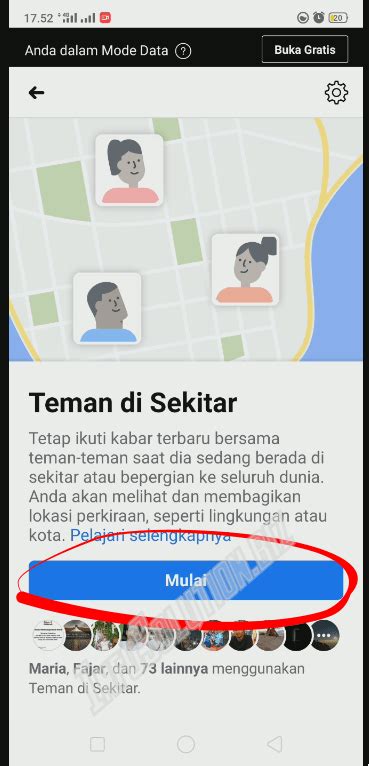 17.52
20
Anda dalam Mode Data
Buka Gratis
Teman di Sekitar
Tetap ikuti kabar terbaru bersama
teman-teman saat dia sedang berada di
sekitar atau bepergian ke seluruh dunia.
Anda akan melihat dan membagikan
lokasi perkiraan, seperti lingkungan atau
kota. Pelajari selengkapnya
Mulai
Maria, Fajar, dan 73 lainnya menggunakan
Teman di Sekitar.